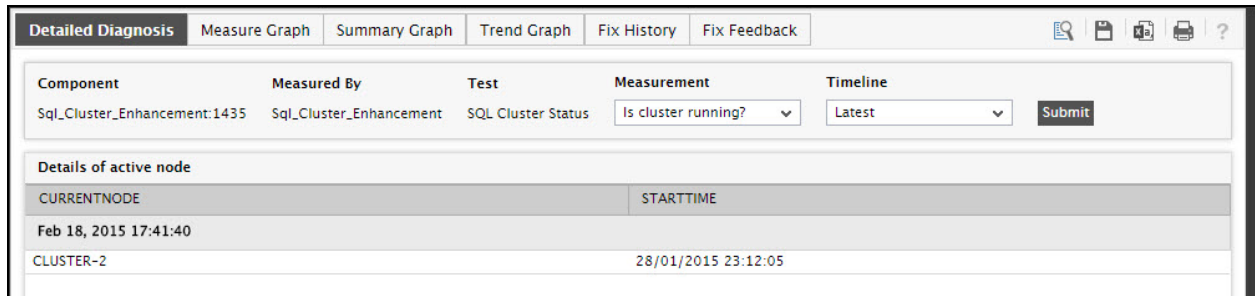 Detailed Diagnosis Measure Graph Summary Graph Trend Graph Fix History Fix Feedback ?
Component Measured By Test Measurement Timeline
Sql_Cluster_Enhancement:1435 Sql_Cluster_Enhancement SQL Cluster Status Is cluster running? Latest Submit
Details of active node
CURRENTNODE STARTTIME
Feb 18, 2015 17:41:40
CLUSTER-2 28/01/2015 23:12:05